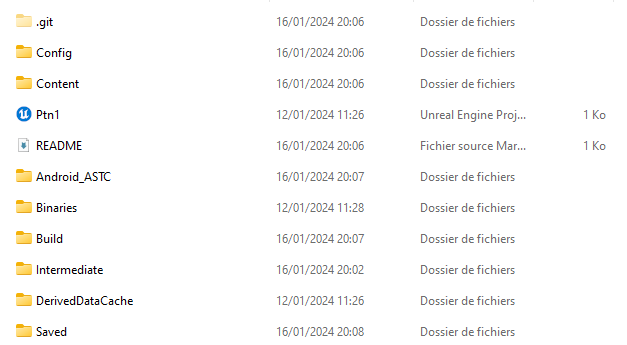 .git 16/01/2024 20:06 Dossier de fichiers
Config 16/01/2024 20:06 Dossier de fichiers
Content 16/01/2024 20:06 Dossier de fichiers
Ptn1 12/01/2024 11:26 Unreal Engine Proj... 1 Ko
README 16/01/2024 20:06 Fichier source Mar... 1 Ko
Android_ASTC 16/01/2024 20:07 Dossier de fichiers
Binaries 12/01/2024 11:28 Dossier de fichiers
Build 16/01/2024 20:07 Dossier de fichiers
Intermediate 16/01/2024 20:02 Dossier de fichiers
DerivedDataCache 12/01/2024 11:26 Dossier de fichiers
Saved 16/01/2024 20:08 Dossier de fichiers